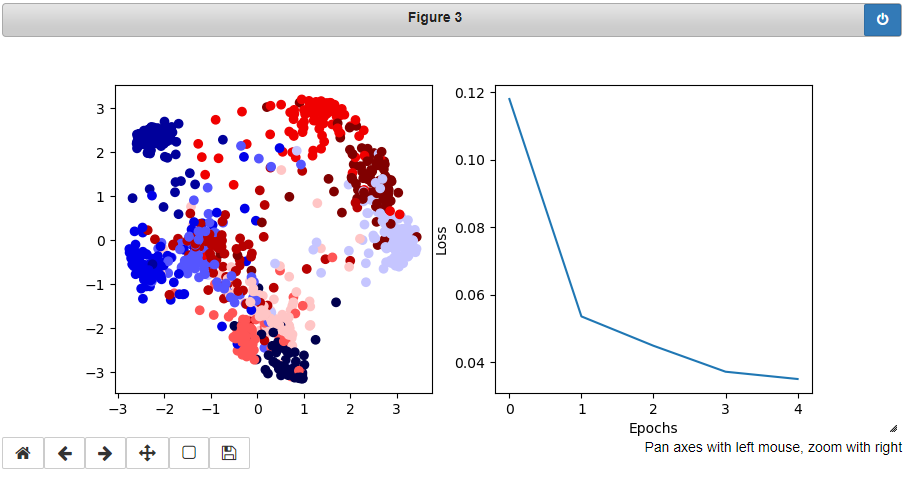 Figure 3
3
2
1
0
−1
−2
−3
−3 −2 −1 0 1 2 3
Loss
0.12
0.10
0.08
0.06
0.04
0 1 2 3 4
Epochs
Pan axes with left mouse, zoom with right